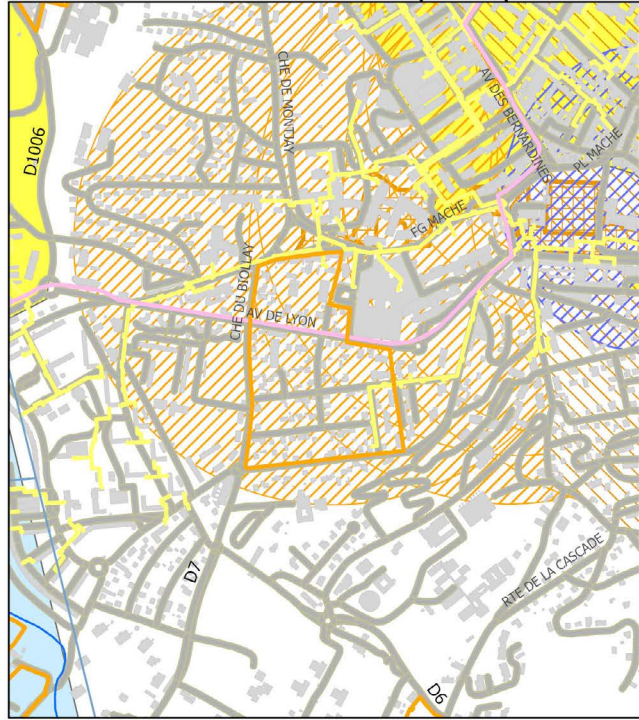 D1006
CHE DE MONTJAY
AV DES BERNARDINES
PL MACHE
FG MACHE
CHE DU BIOLLAY
AV DE LYON
D7
RTE DE LA CASCADE
D6